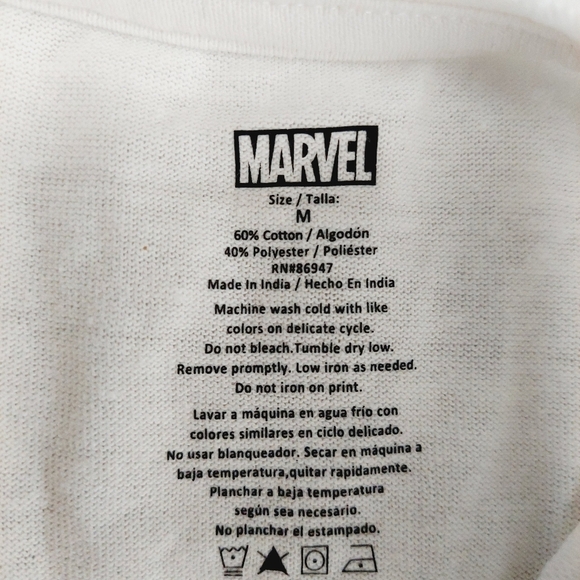 MARVEL
Size / Talla:
M
60% Cotton / Algodón
40% Polyester / Poliéster
RN#86947
Made In India / Hecho En India
Machine wash cold with like
colors on delicate cycle.
Do not bleach.Tumble dry low.
Remove promptly. Low iron as needed.
Do not iron on print.
Lavar a máquina en agua frío con
colores similares en ciclo delicado.
No usar blanqueador. Secar en máquina a
baja temperatura,quitar rapidamente.
Planchar a baja temperatura
según sea necesario.
No planchar el estampado.